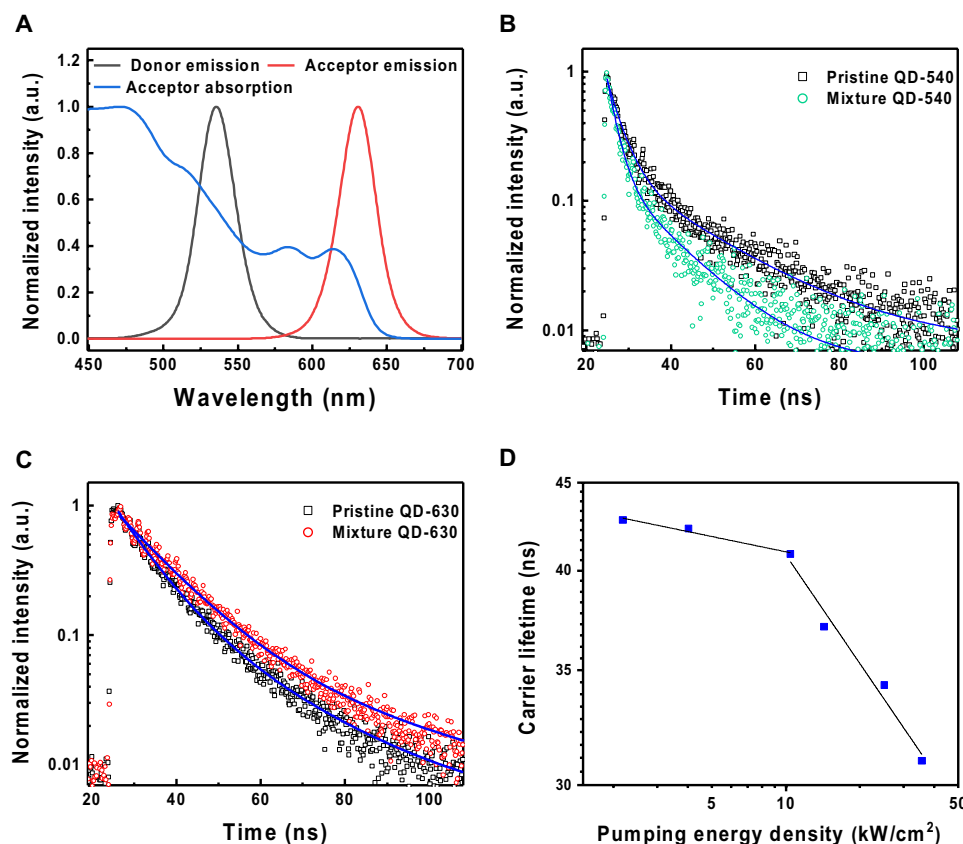 A
Donor emission
Acceptor emission
Acceptor absorption
Normalized intensity (a.u.)
1.2
1.0
0.8
0.6
0.4
0.2
0.0
450 500 550 600 650 700
Wavelength (nm)
B
Pristine QD-540
Mixture QD-540
Normalized intensity (a.u.)
1
0.1
0.01
20 40 60 80 100
Time (ns)
C
Pristine QD-630
Mixture QD-630
Normalized intensity (a.u.)
1
0.1
0.01
20 40 60 80 100
Time (ns)
D
Carrier lifetime (ns)
45
40
35
30
5 10 50
Pumping energy density (kW/cm²)